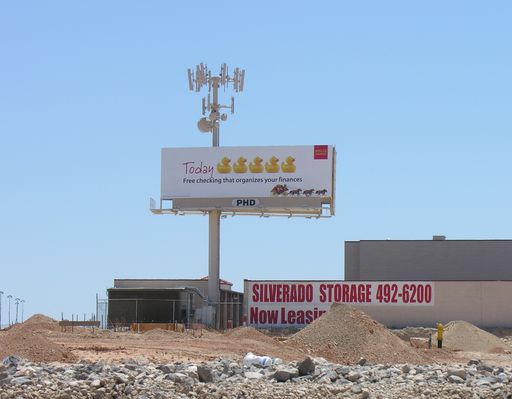 Today
Free checking that organizes your finances
PHD
SILVERADO STORAGE 492-6200
Now Leasin